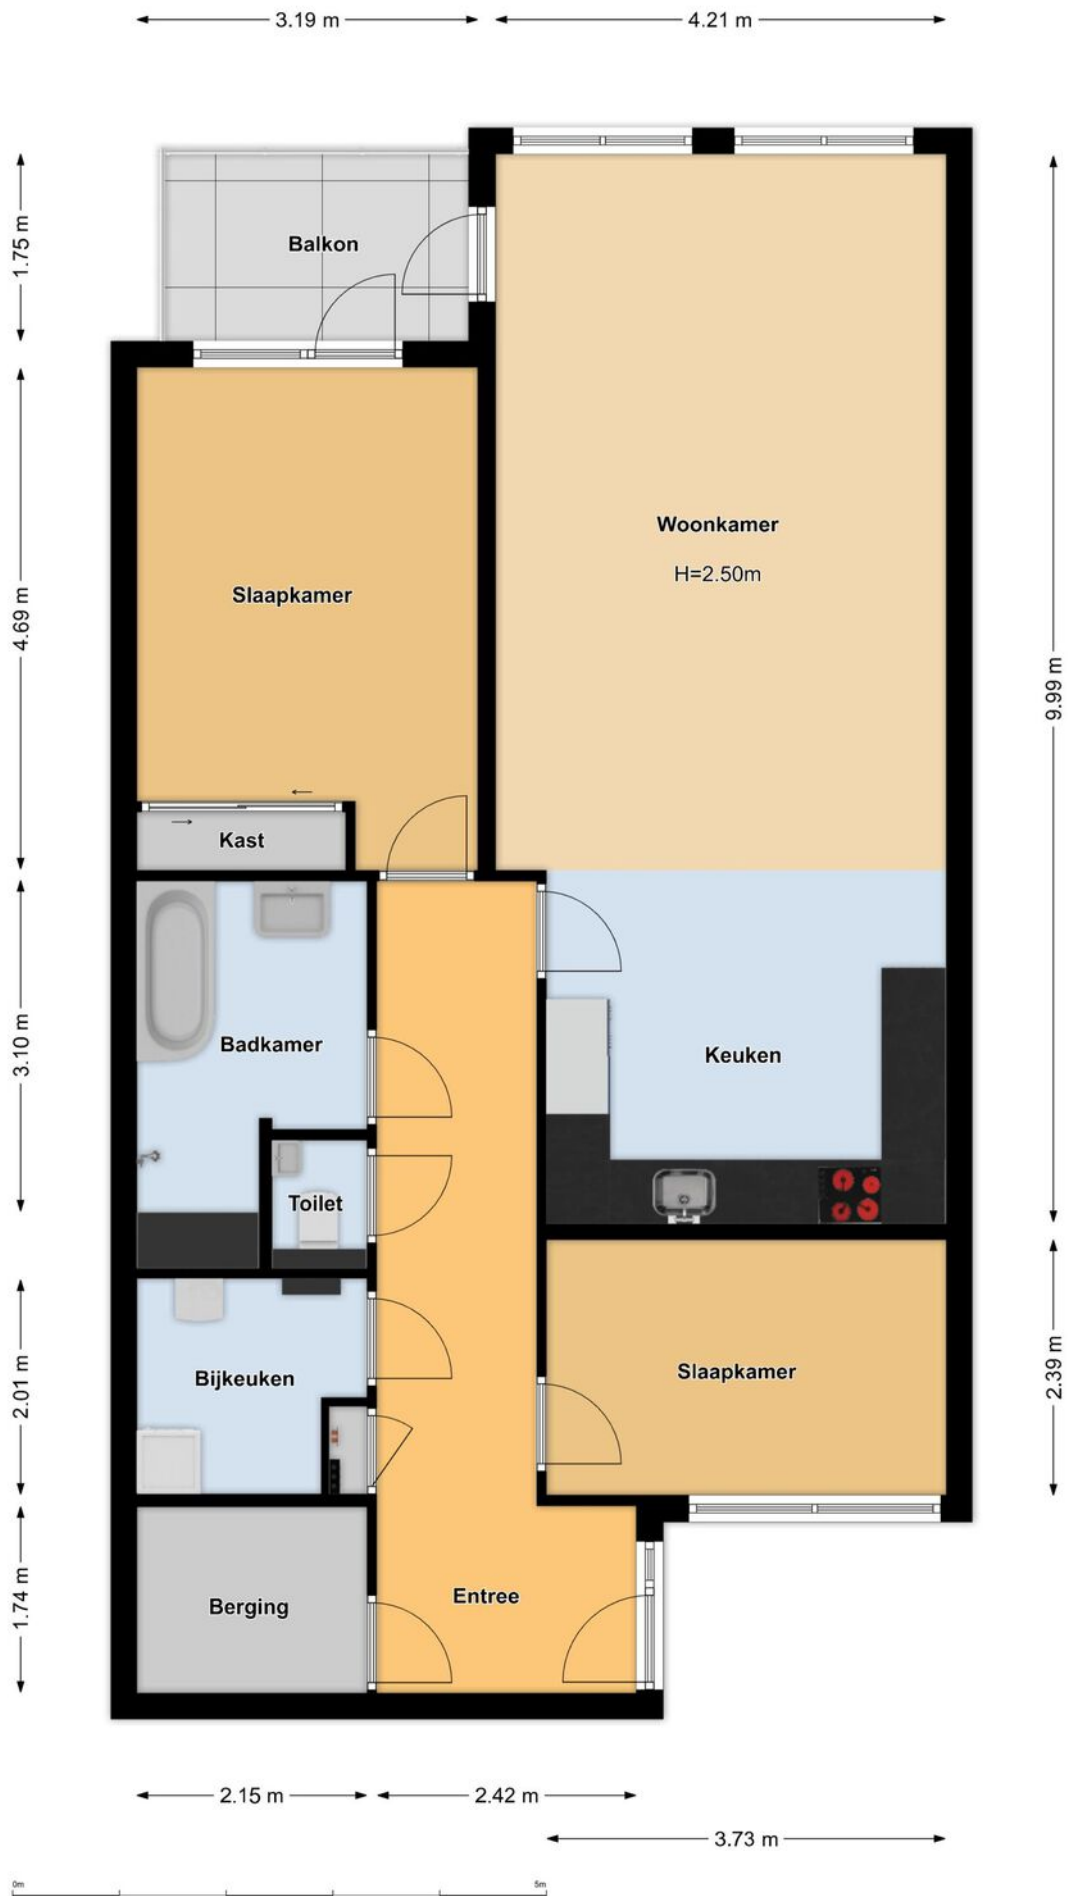 3.19 m
4.21 m
1.75 m
Balkon
Woonkamer
H=2.50m
4.69 m
Slaapkamer
9.99 m
Kast
3.10 m
Badkamer
Keuken
Toilet
2.01 m
Bijkeuken
Slaapkamer
2.39 m
1.74 m
Berging
Entree
2.15 m
2.42 m
3.73 m
0m
5m